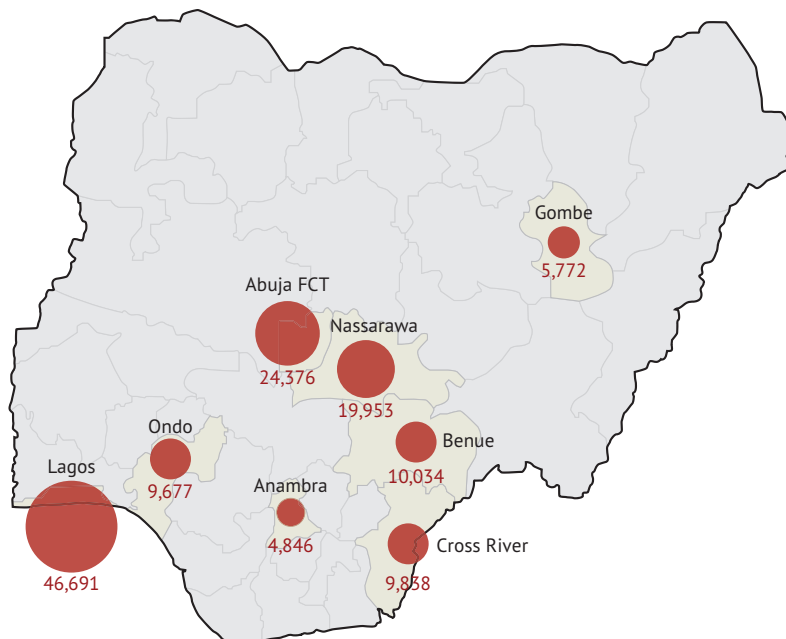 Gombe
5,772
Abuja FCT
24,376
Nassarawa
19,953
Ondo
9,677
Benue
10,034
Lagos
46,691
Anambra
4,846
Cross River
9,838